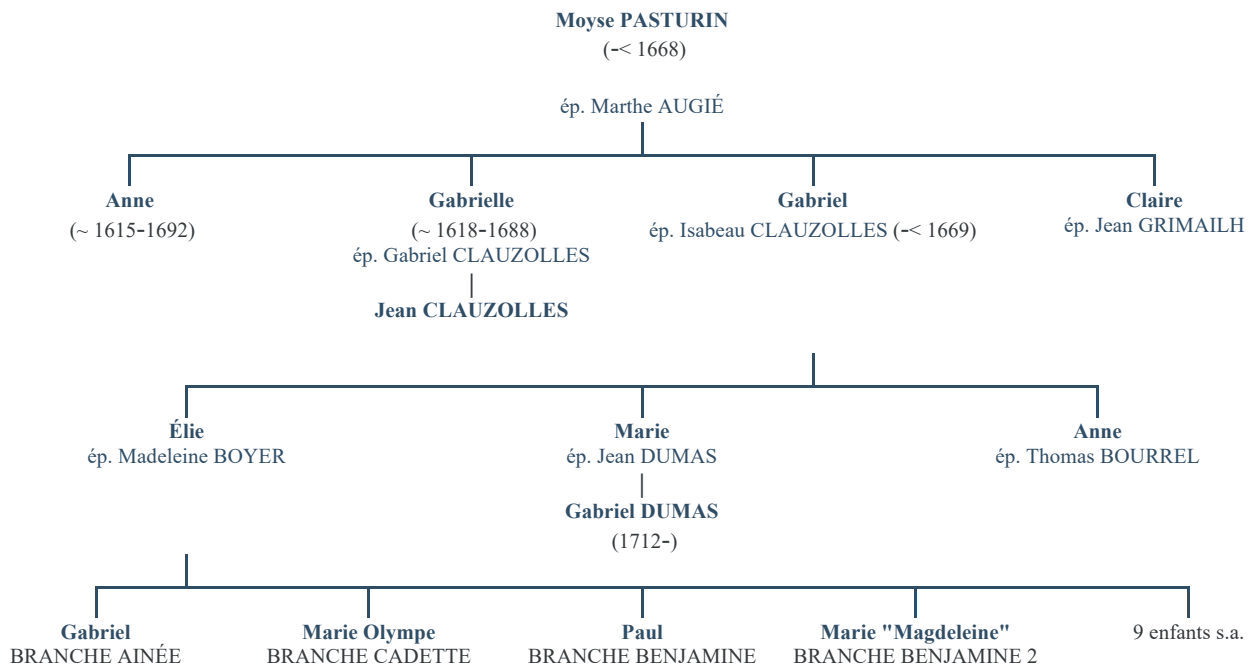 Moyse PASTURIN
(-< 1668)
ép. Marthe AUGIÉ
Anne
(~ 1615-1692)
Gabrielle
(~ 1618-1688)
ép. Gabriel CLAUZOLLES
Jean CLAUZOLLES
Gabriel
ép. Isabeau CLAUZOLLES (-< 1669)
Claire
ép. Jean GRIMAILH
Élie
ép. Madeleine BOYER
Marie
ép. Jean DUMAS
Gabriel DUMAS
(1712-)
Anne
ép. Thomas BOURREL
Gabriel
BRANCHE AINÉE
Marie Olympe
BRANCHE CADETTE
Paul
BRANCHE BENJAMINE
Marie "Magdeleine"
BRANCHE BENJAMINE 2
9 enfants s.a.